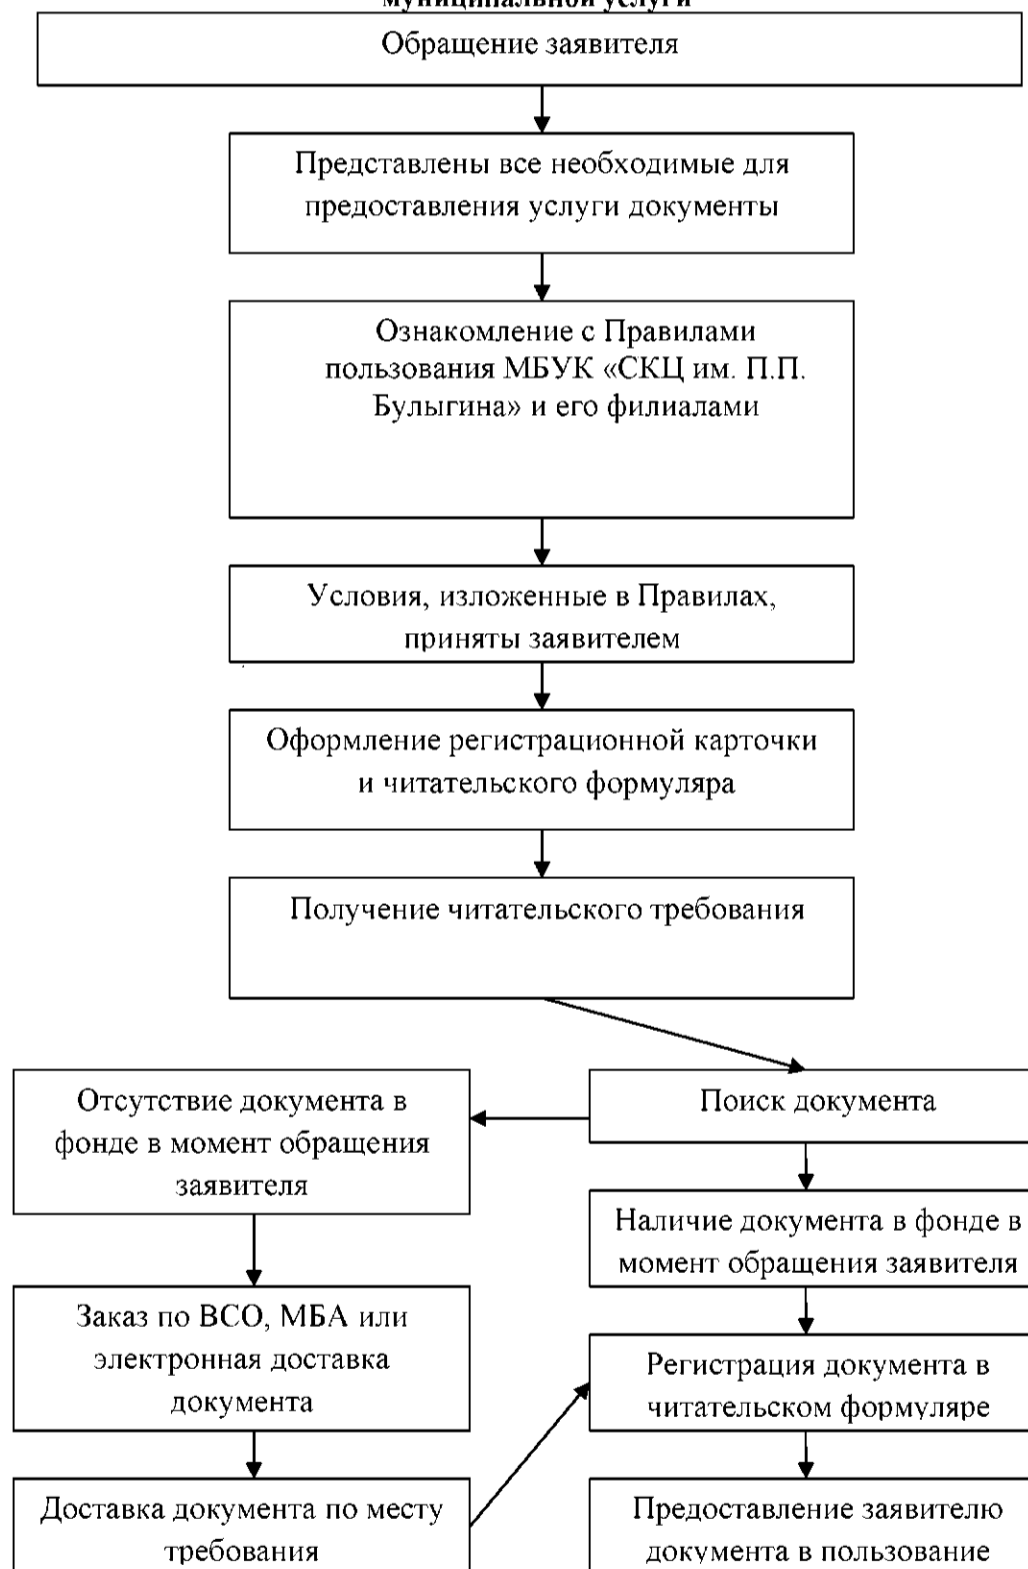 муниципальной услуги
Обращение заявителя
Представлены все необходимые для
предоставления услуги документы
Ознакомление с Правилами
пользования МБУК «СКЦ им. П.П.
Булыгина» и его филиалами
Условия, изложенные в Правилах,
приняты заявителем
Оформление регистрационной карточки
и читательского формуляра
Получение читательского требования
Отсутствие документа в
фонде в момент обращения
заявителя
Поиск документа
Наличие документа в фонде в
момент обращения заявителя
Заказ по ВСО, МБА или
электронная доставка
документа
Регистрация документа в
читательском формуляре
Доставка документа по месту
требования
Предоставление заявителю
документа в пользование